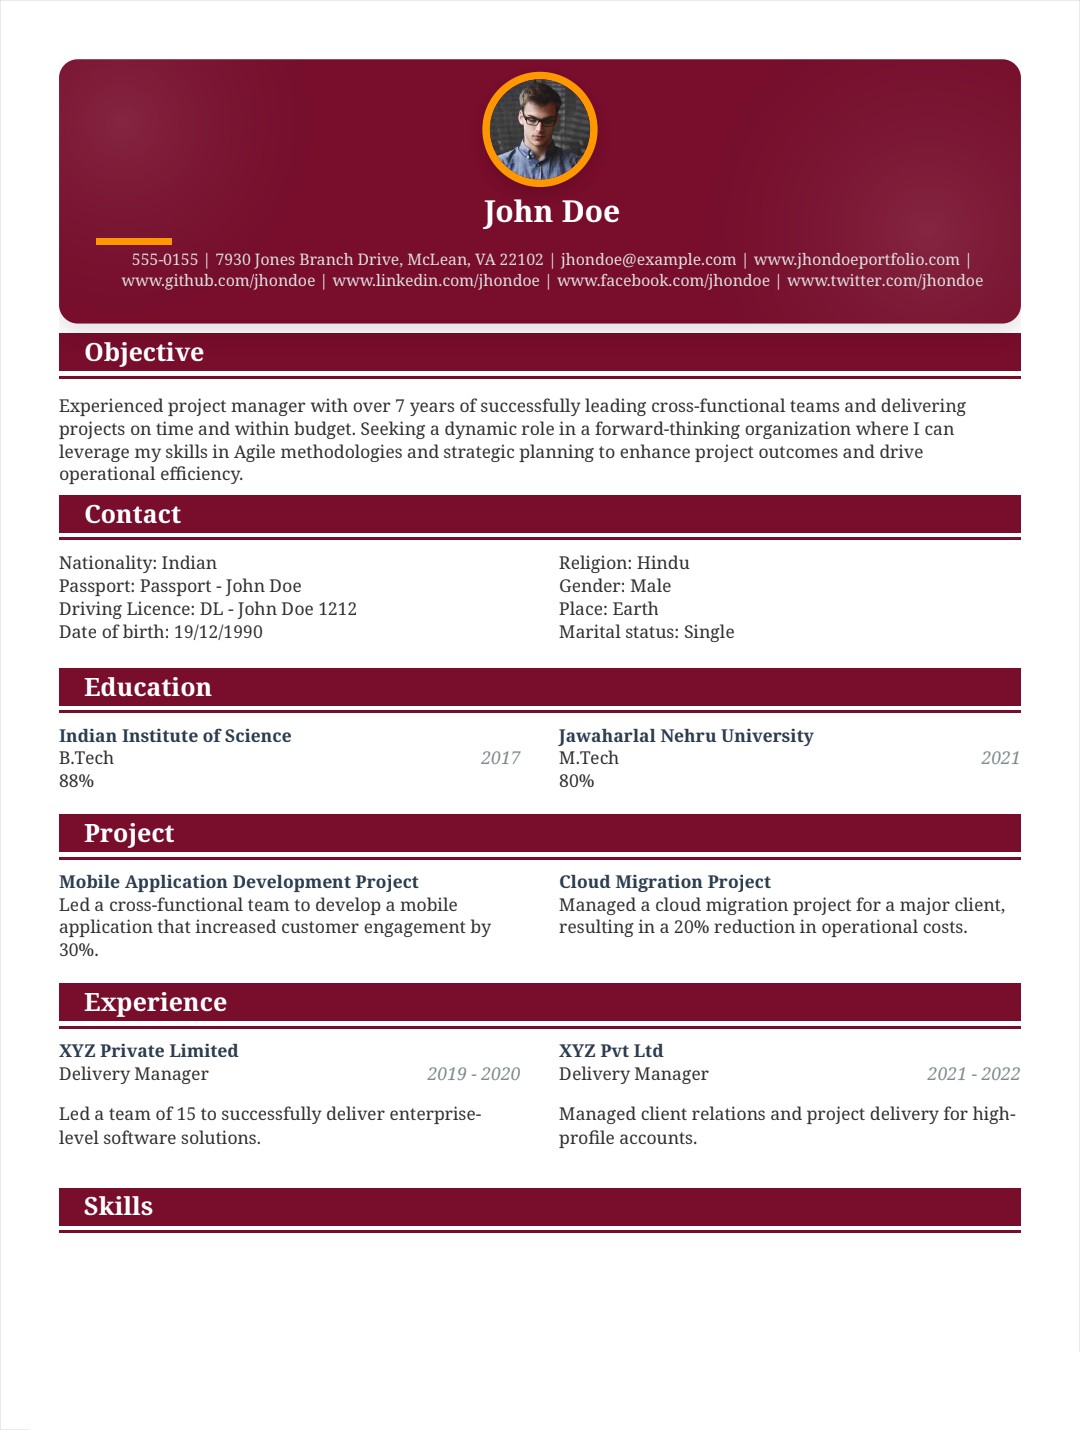 John Doe
555-0155 | 7930 Jones Branch Drive, McLean, VA 22102 | jhondoe@example.com | www.jhondoeportfolio.com |
www.github.com/jhondoe | www.linkedin.com/jhondoe | www.facebook.com/jhondoe | www.twitter.com/jhondoe
Objective
Experienced project manager with over 7 years of successfully leading cross-functional teams and delivering
projects on time and within budget. Seeking a dynamic role in a forward-thinking organization where I can
leverage my skills in Agile methodologies and strategic planning to enhance project outcomes and drive
operational efficiency.
Contact
Nationality: Indian
Passport: Passport - John Doe
Driving Licence: DL - John Doe 1212
Date of birth: 19/12/1990
Religion: Hindu
Gender: Male
Place: Earth
Marital status: Single
Education
Indian Institute of Science
B.Tech 2017
88%
Jawaharlal Nehru University
M.Tech 2021
80%
Project
Mobile Application Development Project
Led a cross-functional team to develop a mobile
application that increased customer engagement by
30%.
Cloud Migration Project
Managed a cloud migration project for a major client,
resulting in a 20% reduction in operational costs.
Experience
XYZ Private Limited
Delivery Manager 2019 - 2020
Led a team of 15 to successfully deliver enterprise-
level software solutions.
XYZ Pvt Ltd
Delivery Manager 2021 - 2022
Managed client relations and project delivery for high-
profile accounts.
Skills